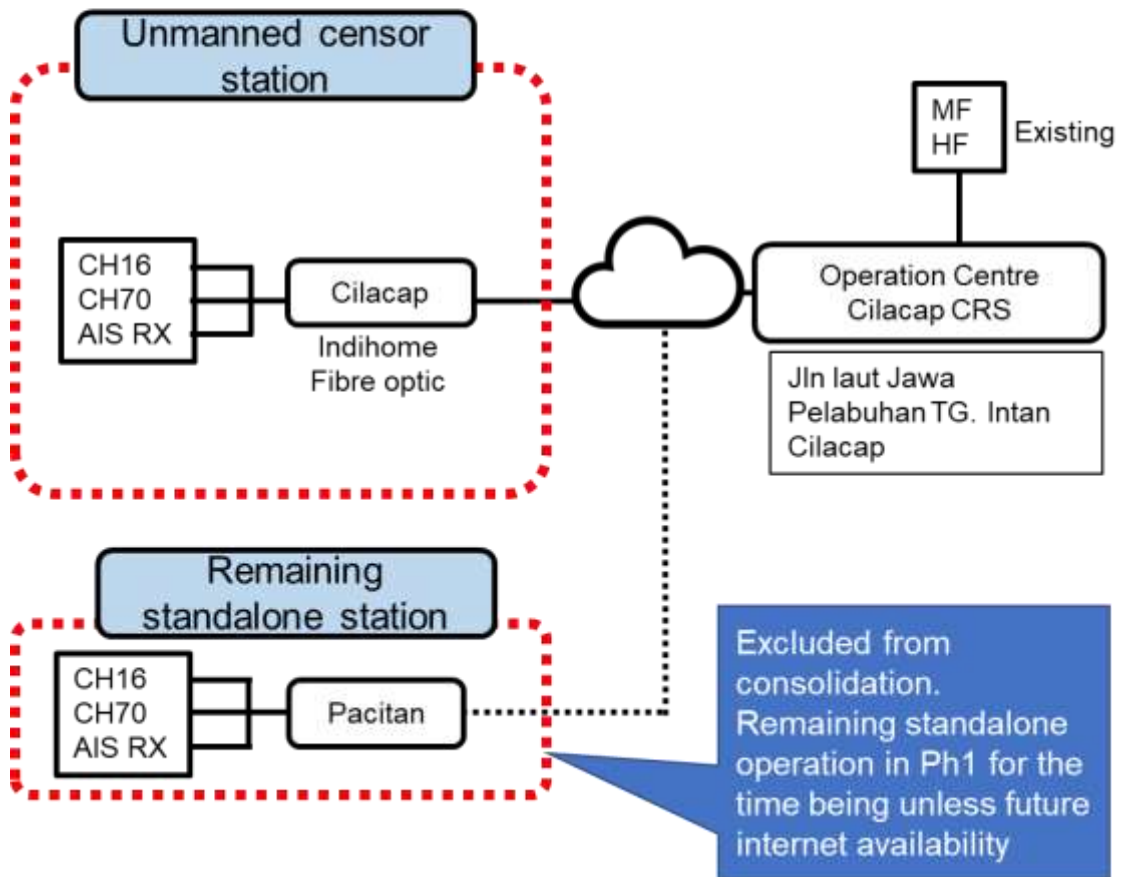 Unmanned censor
station
MF
HF
Existing
CH16
CH70
AIS RX
Cilacap
Indihome
Fibre optic
Operation Centre
Cilacap CRS
Jln laut Jawa
Pelabuhan TG. Intan
Cilacap
Remaining
standalone station
CH16
CH70
AIS RX
Pacitan
Excluded from
consolidation.
Remaining standalone
operation in Ph1 for the
time being unless future
internet availability